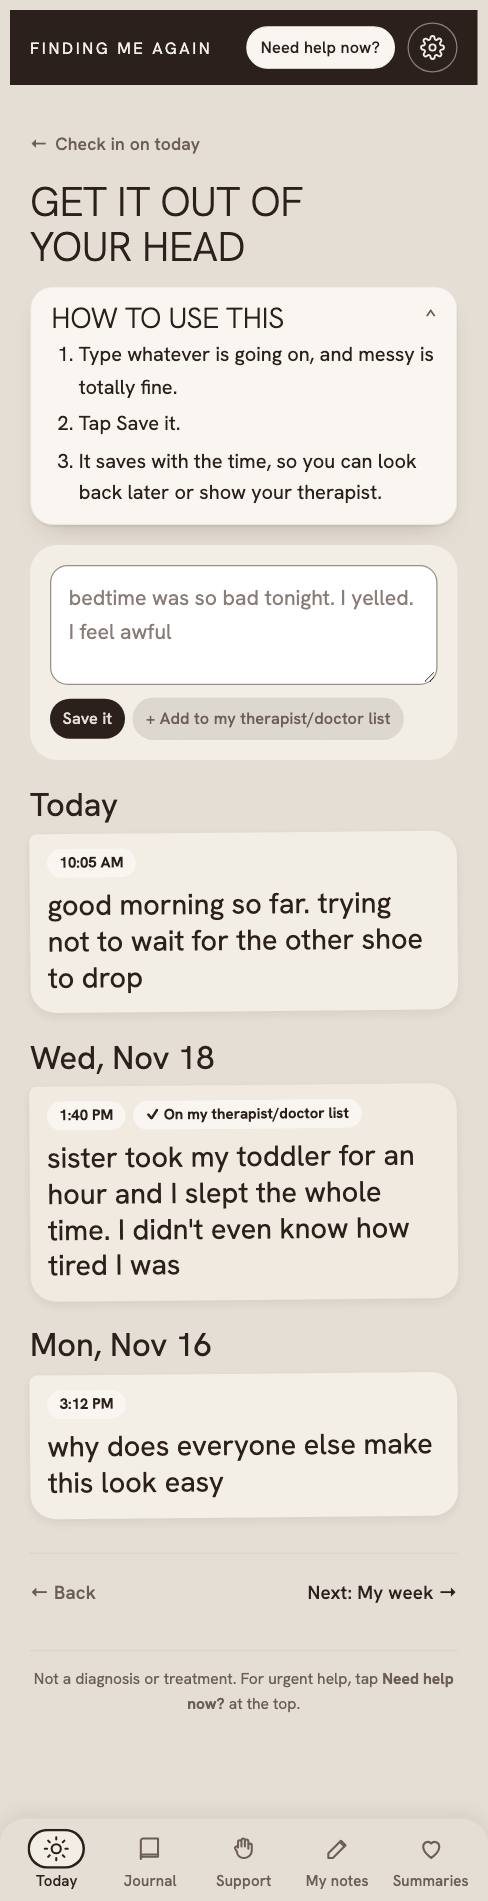 FINDING ME AGAIN
Need help now?
← Check in on today
GET IT OUT OF
YOUR HEAD
HOW TO USE THIS
1. Type whatever is going on, and messy is
totally fine.
2. Tap Save it.
3. It saves with the time, so you can look
back later or show your therapist.
bedtime was so bad tonight. I yelled.
I feel awful
Save it
+ Add to my therapist/doctor list
Today
10:05 AM
good morning so far. trying
not to wait for the other shoe
to drop
Wed, Nov 18
1:40 PM
✓ On my therapist/doctor list
sister took my toddler for an
hour and I slept the whole
time. I didn't even know how
tired I was
Mon, Nov 16
3:12 PM
why does everyone else make
this look easy
← Back
Next: My week →
Not a diagnosis or treatment. For urgent help, tap Need help
now? at the top.
Today
Journal
Support
My notes
Summaries